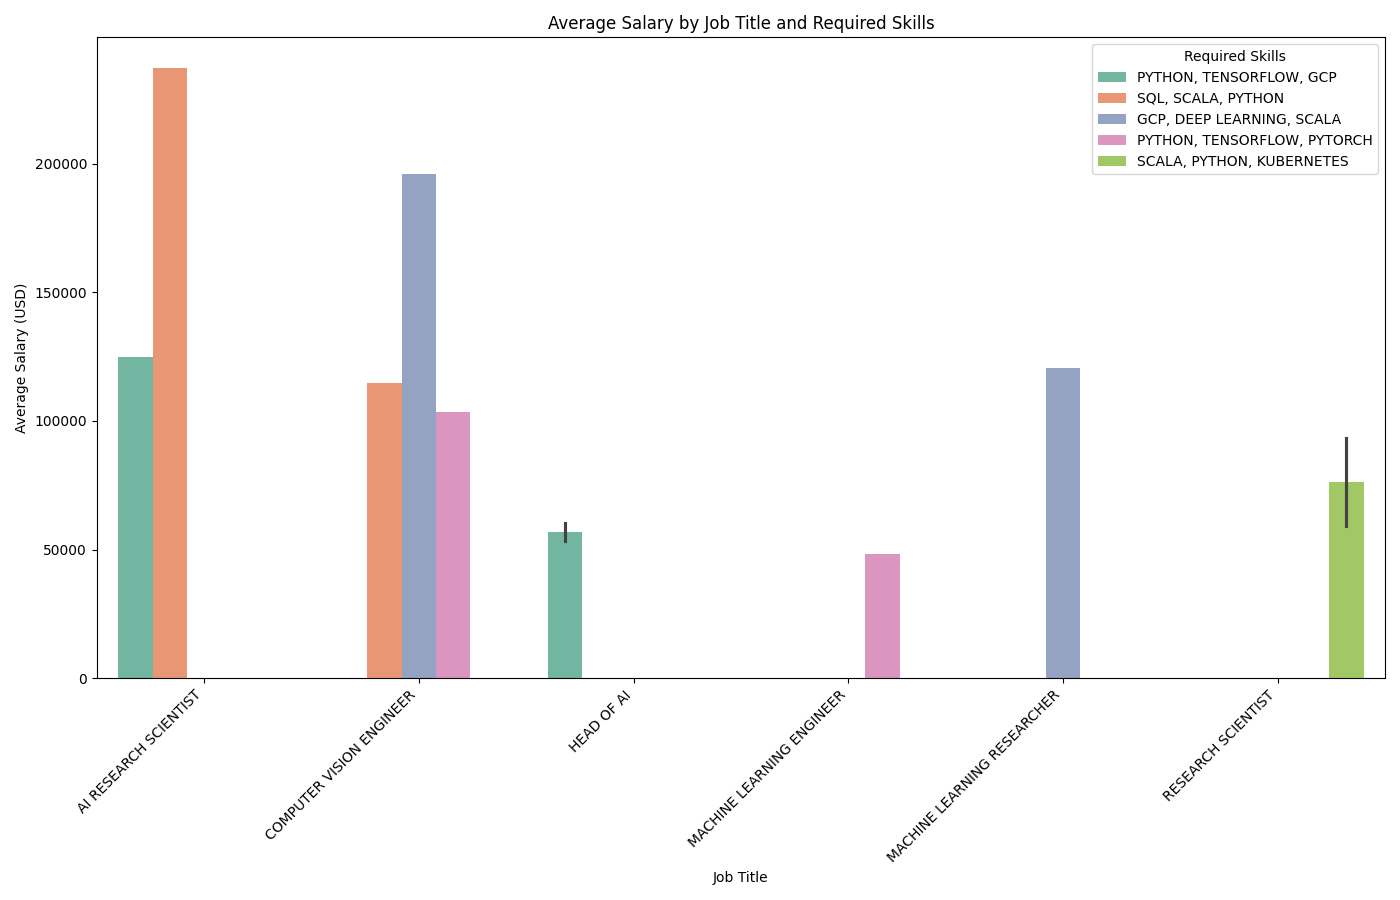 Average Salary by Job Title and Required Skills
Required Skills
PYTHON, TENSORFLOW, GCP
SQL, SCALA, PYTHON
GCP, DEEP LEARNING, SCALA
PYTHON, TENSORFLOW, PYTORCH
SCALA, PYTHON, KUBERNETES
Average Salary (USD)
200000
150000
100000
50000
0
AI RESEARCH SCIENTIST
COMPUTER VISION ENGINEER
HEAD OF AI
MACHINE LEARNING ENGINEER
MACHINE LEARNING RESEARCHER
RESEARCH SCIENTIST
Job Title